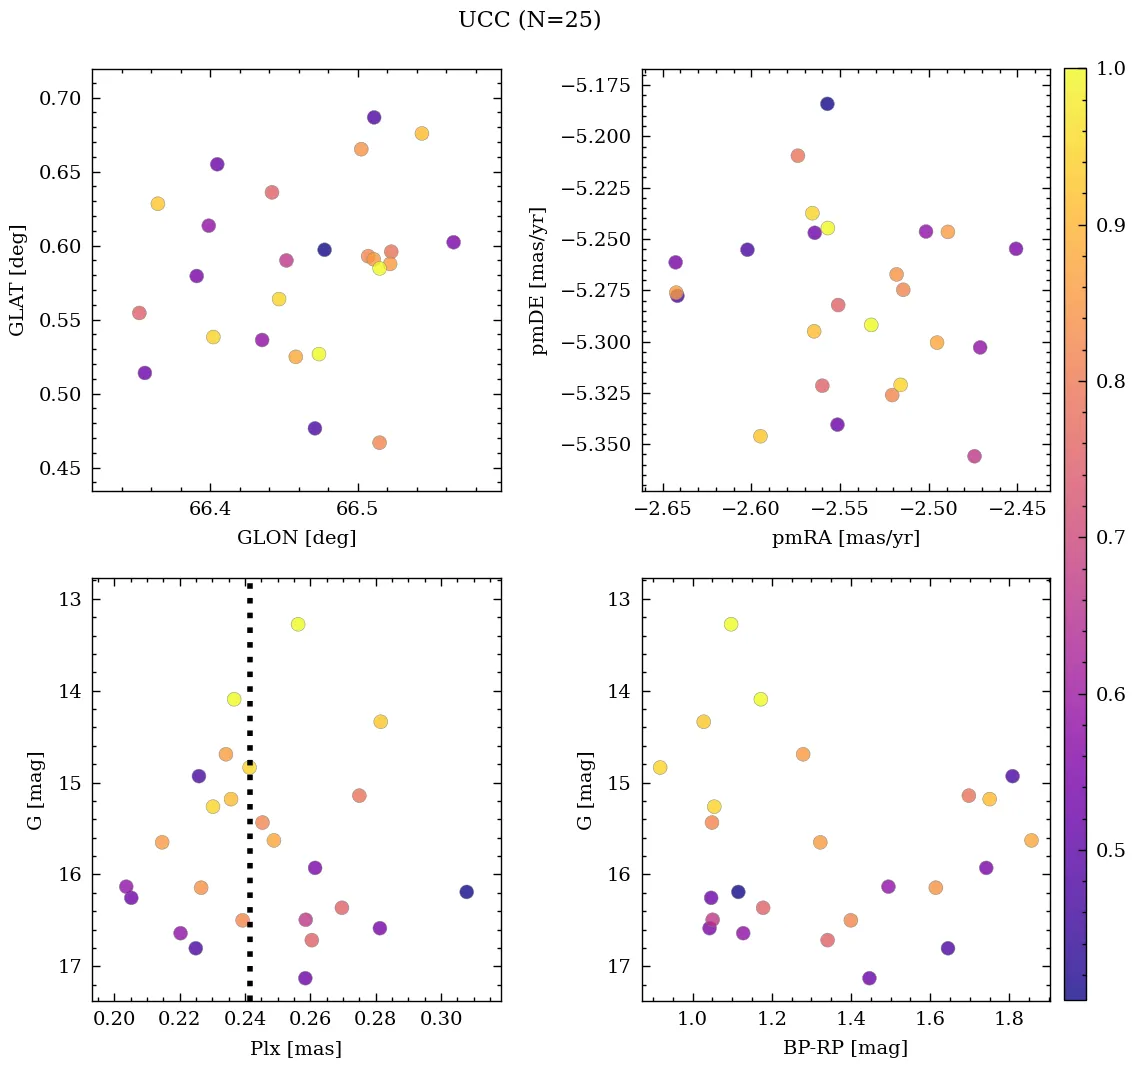 UCC (N=25)
0.70
0.65
0.60
0.55
0.50
0.45
GLAT [deg]
66.4 66.5
GLON [deg]
−5.175
−5.200
−5.225
−5.250
−5.275
−5.300
−5.325
−5.350
pmDE [mas/yr]
−2.65 −2.60 −2.55 −2.50 −2.45
pmRA [mas/yr]
13
14
15
16
17
G [mag]
0.20 0.22 0.24 0.26 0.28 0.30
Plx [mas]
13
14
15
16
17
G [mag]
1.0 1.2 1.4 1.6 1.8
BP-RP [mag]
1.0
0.9
0.8
0.7
0.6
0.5